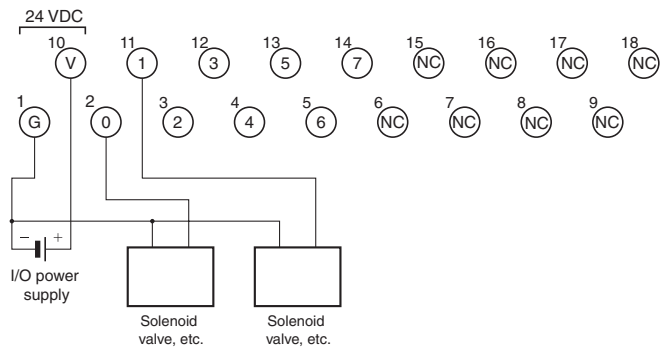 24 VDC
10 11 12 13 14 15 16 17 18
V 1 3 5 7 NC NC NC NC
1 2 3 4 5 6 7 8 9
G 0 2 4 6 NC NC NC NC
− +
I/O power
supply
Solenoid
valve, etc.
Solenoid
valve, etc.